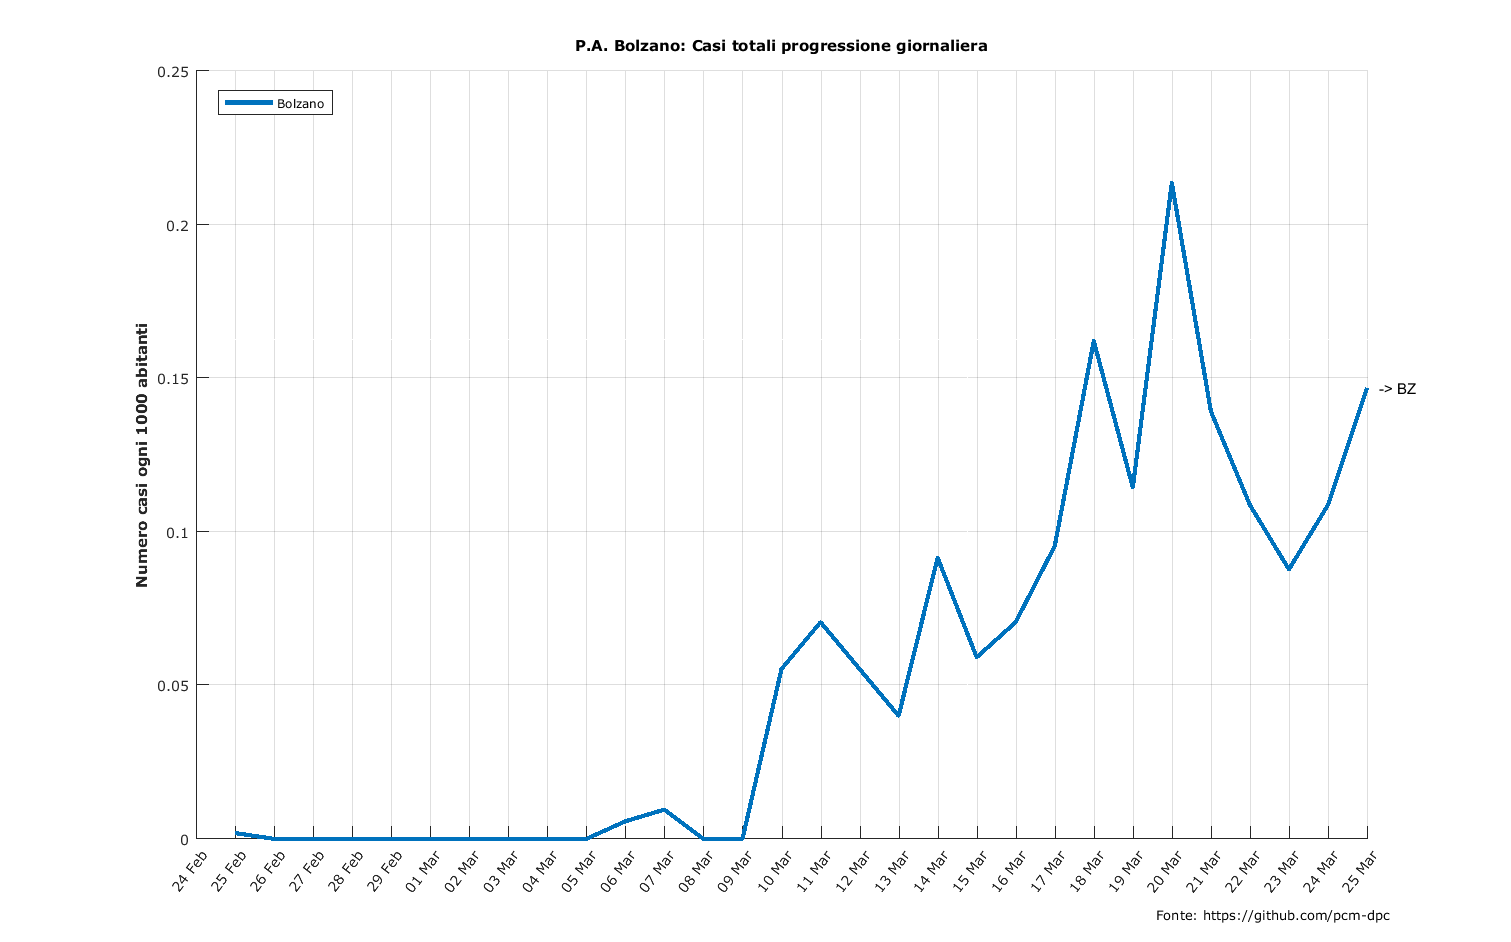 P.A. Bolzano: Casi totali progressione giornaliera
Bolzano
Numero casi ogni 1000 abitanti
0.25
0.2
0.15
0.1
0.05
0
-> BZ
24 Feb
25 Feb
26 Feb
27 Feb
28 Feb
29 Feb
01 Mar
02 Mar
03 Mar
04 Mar
05 Mar
06 Mar
07 Mar
08 Mar
09 Mar
10 Mar
11 Mar
12 Mar
13 Mar
14 Mar
15 Mar
16 Mar
17 Mar
18 Mar
19 Mar
20 Mar
21 Mar
22 Mar
23 Mar
24 Mar
25 Mar
Fonte: https://github.com/pcm-dpc